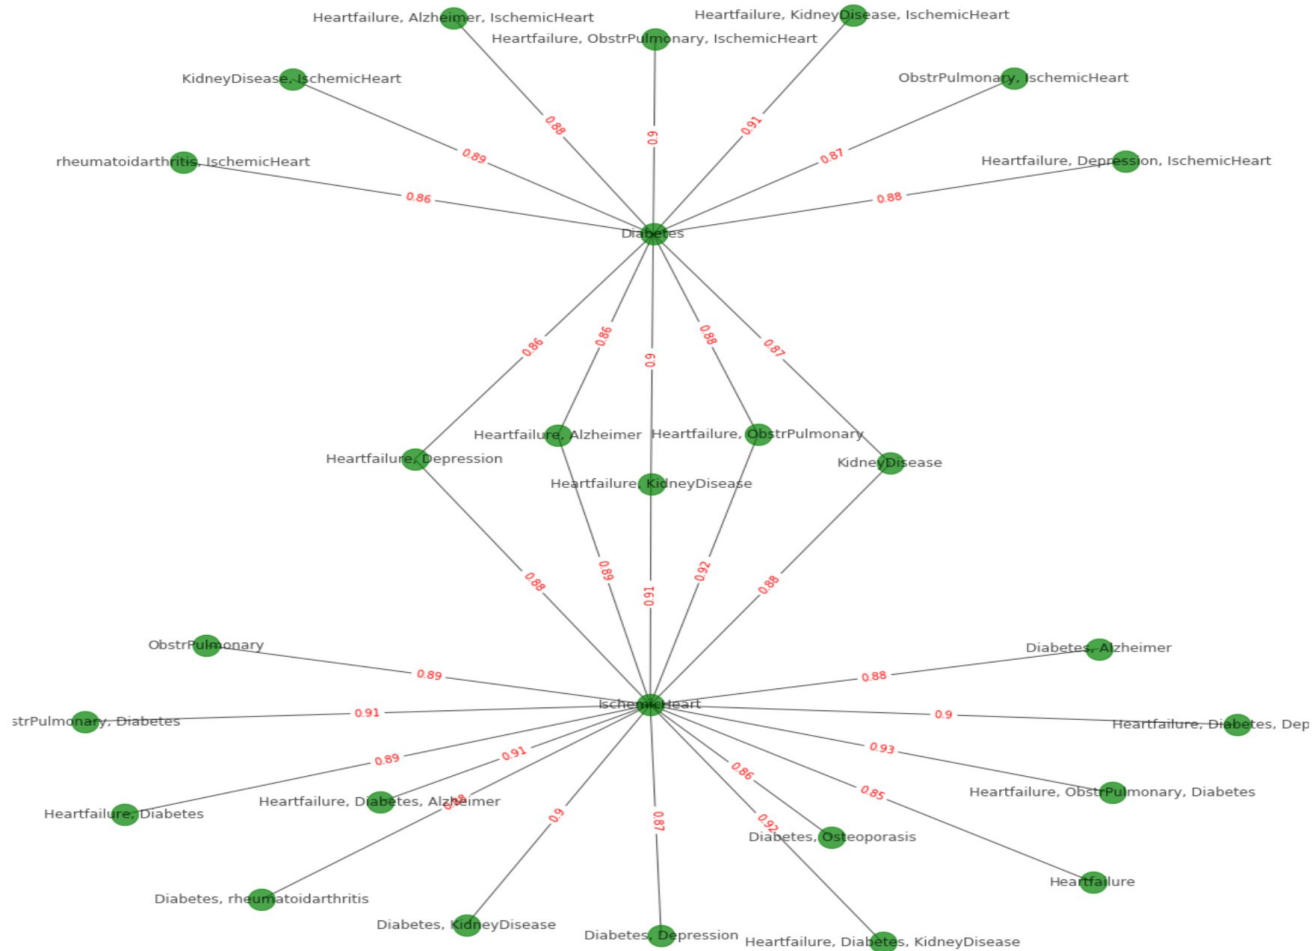 Heartfailure, Alzheimer, IschemicHeart
Heartfailure, KidneyDisease, IschemicHeart
Heartfailure, ObstrPulmonary, IschemicHeart
KidneyDisease, IschemicHeart
ObstrPulmonary, IschemicHeart
0.88
0.91
0.9
0.89
0.87
rheumatoidarthritis, IschemicHeart
Heartfailure, Depression, IschemicHeart
0.86
0.88
Diabetes
0.86
0.86
0.9
0.88
0.87
Heartfailure, Alzheimer
Heartfailure, ObstrPulmonary
Heartfailure, Depression
KidneyDisease
Heartfailure, KidneyDisease
0.88
0.89
0.91
0.92
0.88
ObstrPulmonary
Diabetes, Alzheimer
0.89
0.88
IschemicHeart
strPulmonary, Diabetes
0.91
0.9
Heartfailure, Diabetes, Dep
0.89
0.91
0.86
0.93
0.85
Heartfailure, ObstrPulmonary, Diabetes
Heartfailure, Diabetes, Alzheimer
Heartfailure, Diabetes
0.9
0.87
0.92
Diabetes, Osteoporasis
Heartfailure
Diabetes, rheumatoidarthritis
Diabetes, KidneyDisease
Diabetes, Depression
Heartfailure, Diabetes, KidneyDisease